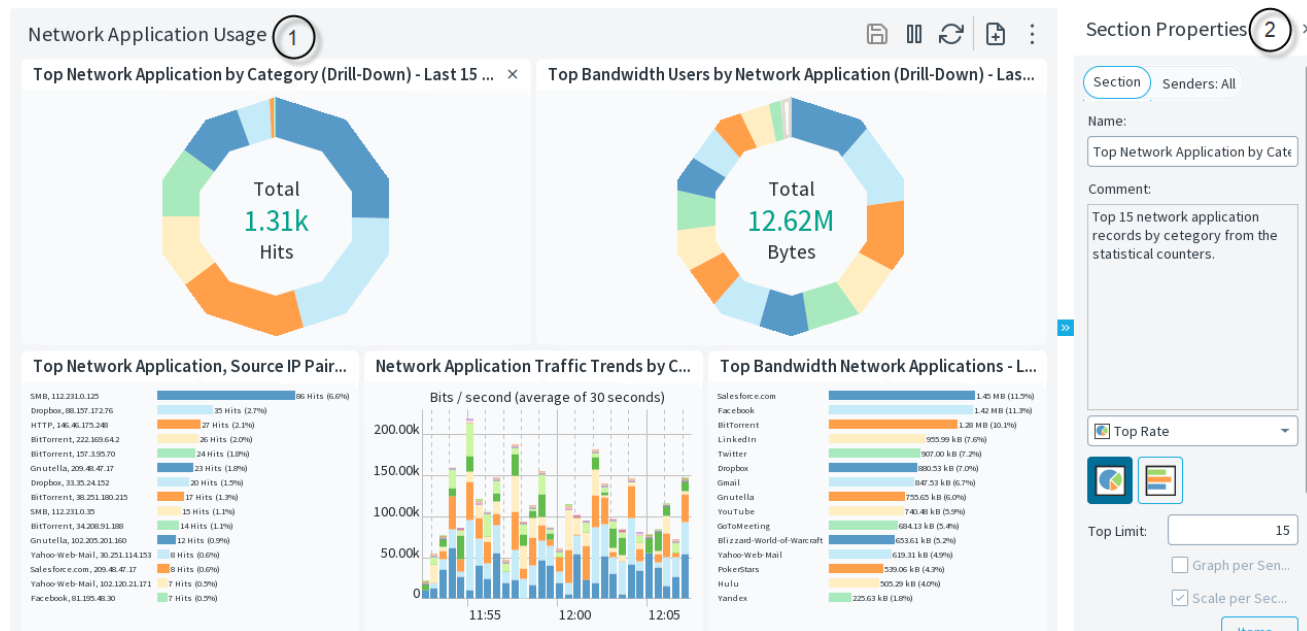 Network Application Usage 1
Top Network Application by Category (Drill-Down) - Last 15 ... ×
Total
1.31k
Hits
Top Bandwidth Users by Network Application (Drill-Down) - Las...
Total
12.62M
Bytes
Top Network Application, Source IP Pair...
SMB, 112.231.0.125 86 Hits (6.6%)
Dropbox, 88.157.172.76 35 Hits (2.7%)
HTTP, 146.46.175.248 27 Hits (2.1%)
BitTorrent, 222.169.64.2 26 Hits (2.0%)
BitTorrent, 157.3.95.70 24 Hits (1.8%)
Gnutella, 209.48.47.17 23 Hits (1.8%)
Dropbox, 33.35.24.152 20 Hits (1.5%)
BitTorrent, 38.251.180.215 17 Hits (1.3%)
SMB, 112.231.0.35 15 Hits (1.1%)
BitTorrent, 34.208.91.188 14 Hits (1.1%)
Gnutella, 102.205.201.160 12 Hits (0.9%)
Yahoo-Web-Mail, 30.251.114.153 8 Hits (0.6%)
Salesforce.com, 209.48.47.17 8 Hits (0.6%)
Yahoo-Web-Mail, 102.120.21.171 7 Hits (0.5%)
Facebook, 81.195.48.30 7 Hits (0.5%)
Network Application Traffic Trends by C...
Bits / second (average of 30 seconds)
200.00k
150.00k
100.00k
50.00k
0
11:55 12:00 12:05
Top Bandwidth Network Applications - L...
Salesforce.com 1.45 MB (11.5%)
Facebook 1.42 MB (11.3%)
BitTorrent 1.28 MB (10.1%)
LinkedIn 955.99 kB (7.6%)
Twitter 907.00 kB (7.2%)
Dropbox 880.53 kB (7.0%)
Gmail 847.53 kB (6.7%)
Gnutella 755.65 kB (6.0%)
YouTube 740.48 kB (5.9%)
GoToMeeting 684.13 kB (5.4%)
Blizzard-World-of-Warcraft 653.61 kB (5.2%)
Yahoo-Web-Mail 619.31 kB (4.9%)
PokerStars 539.06 kB (4.3%)
Hulu 505.29 kB (4.0%)
Yandex 225.63 kB (1.8%)
»
Section Properties 2
Section Senders: All
Name:
Top Network Application by Cate
Comment:
Top 15 network application
records by cetegory from the
statistical counters.
Top Rate
Top Limit: 15
Graph per Sen...
Scale per Sec...
Items